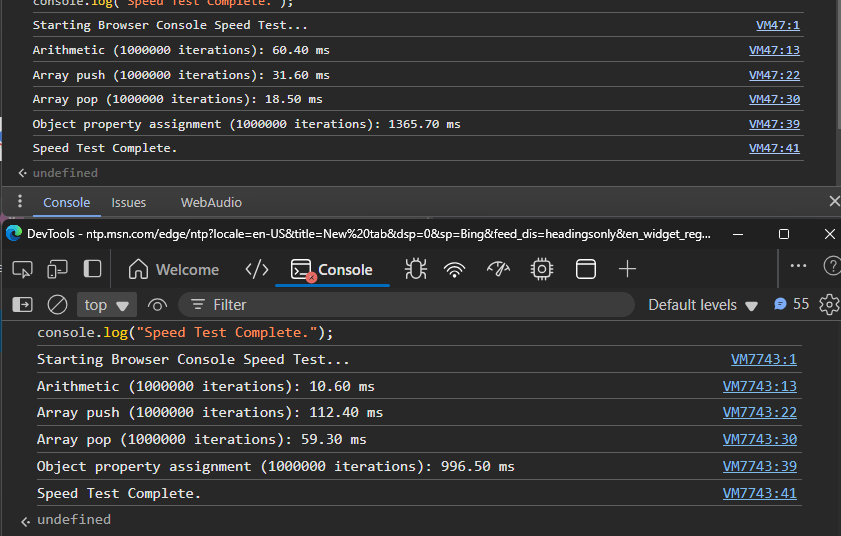 console.log("Speed Test Complete.");
Starting Browser Console Speed Test... VM47:1
Arithmetic (1000000 iterations): 60.40 ms VM47:13
Array push (1000000 iterations): 31.60 ms VM47:22
Array pop (1000000 iterations): 18.50 ms VM47:30
Object property assignment (1000000 iterations): 1365.70 ms VM47:39
Speed Test Complete. VM47:41
undefined
Console Issues WebAudio
DevTools - ntp.msn.com/edge/ntp?locale=en-US&title=New%20tab&dsp=0&sp=Bing&feed_dis=headingsonly&en_widget_reg...
Welcome Console
top Filter Default levels 55
console.log("Speed Test Complete.");
Starting Browser Console Speed Test... VM7743:1
Arithmetic (1000000 iterations): 10.60 ms VM7743:13
Array push (1000000 iterations): 112.40 ms VM7743:22
Array pop (1000000 iterations): 59.30 ms VM7743:30
Object property assignment (1000000 iterations): 996.50 ms VM7743:39
Speed Test Complete. VM7743:41
undefined